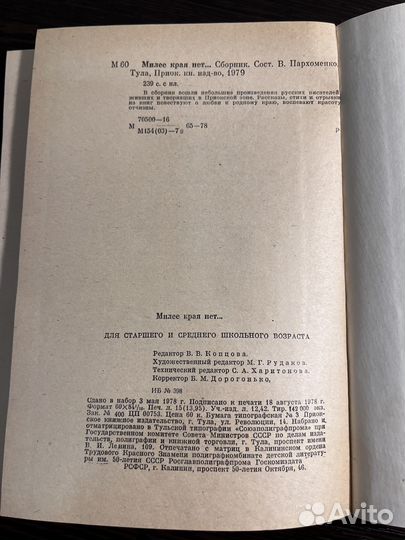 М 60 Милее края нет... Сборник. Сост. В. Пархоменко.
Тула, Приок. кн. изд-во, 1979
239 с. с ил.
В сборник вошли небольшие произведения русских писателей
живших и творивших в Приокской зоне. Рассказы, стихи и отрывки
из книг повествуют о любви к родному краю, воспевают красоту
отчизны.
70500—16
М ———— 65—78
М154(03)—79
Р
Милее края нет...
ДЛЯ СТАРШЕГО И СРЕДНЕГО ШКОЛЬНОГО ВОЗРАСТА
Редактор В. В. Копцова.
Художественный редактор М. Г. Рудаков.
Технический редактор С. А. Харитонова.
Корректор Б. М. Дорогонько,
ИБ № 398
Сдано в набор 3 мая 1978 г. Подписано к печати 18 августа 1978 г.
Формат 60Х84/₁₆. Печ. л. 15(13,95). Уч.-изд. л. 12,42. Тир. 142 000 экз.
Зак. № 400 ЦП 00753. Цена 60 к. Бумага типографская № 3 Приокское
книжное издательство, г. Тула, ул. Революции, 14. Набрано и
отматрицировано в Тульской типографии «Союзполиграфпрома» при
Государственном комитете Совета Министров СССР по делам
издательств, полиграфии и книжной торговли, г. Тула, проспект имени
В. И. Ленина, 109. Отпечатано с матриц в Калининском ордена
Трудового Красного Знамени полиграфкомбинате детской литературы
им. 50-летия СССР Росглавполиграфпрома Госкомиздата
РСФСР, г. Калинин, проспект 50-летия Октября, 46.
Avito